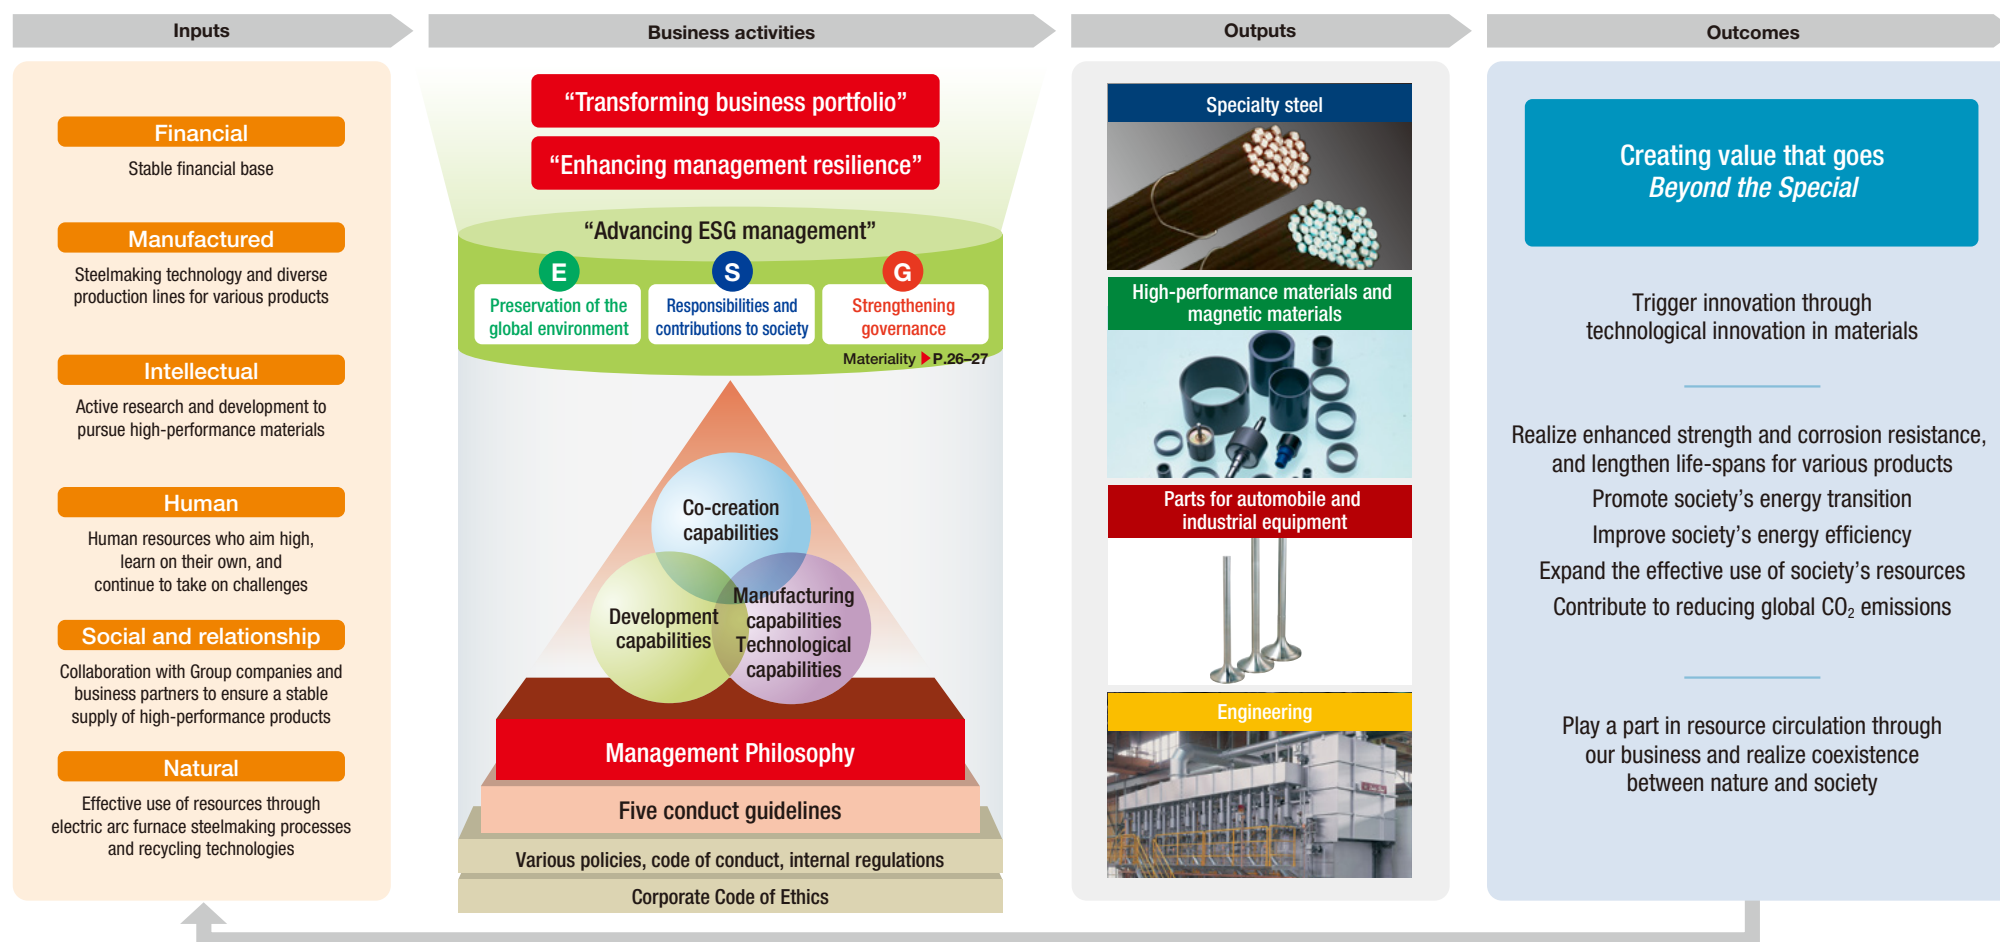 Inputs
Business activities
Outputs
Outcomes
Financial
Stable financial base
Manufactured
Steelmaking technology and diverse
production lines for various products
Intellectual
Active research and development to
pursue high-performance materials
Human
Human resources who aim high,
learn on their own, and
continue to take on challenges
Social and relationship
Collaboration with Group companies and
business partners to ensure a stable
supply of high-performance products
Natural
Effective use of resources through
electric arc furnace steelmaking processes
and recycling technologies
“Transforming business portfolio”
“Enhancing management resilience”
“Advancing ESG management”
E
Preservation of the
global environment
S
Responsibilities and
contributions to society
G
Strengthening
governance
Materiality ▶P.26–27
Co-creation
capabilities
Development
capabilities
Manufacturing
capabilities
Technological
capabilities
Management Philosophy
Five conduct guidelines
Various policies, code of conduct, internal regulations
Corporate Code of Ethics
Specialty steel
High-performance materials and
magnetic materials
Parts for automobile and
industrial equipment
Engineering
Creating value that goes
Beyond the Special
Trigger innovation through
technological innovation in materials
Realize enhanced strength and corrosion resistance,
and lengthen life-spans for various products
Promote society’s energy transition
Improve society’s energy efficiency
Expand the effective use of society’s resources
Contribute to reducing global CO₂ emissions
Play a part in resource circulation through
our business and realize coexistence
between nature and society